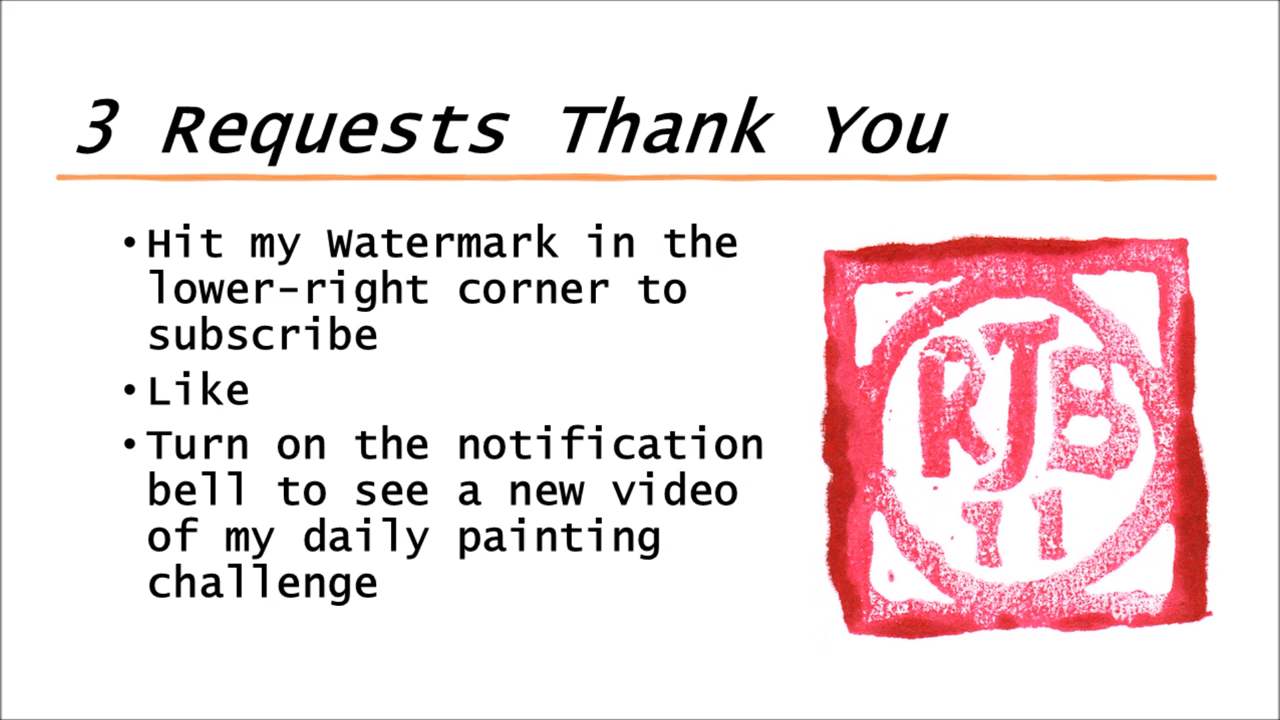 3 Requests Thank You
• Hit my Watermark in the
lower-right corner to
subscribe
• Like
• Turn on the notification
bell to see a new video
of my daily painting
challenge
RJB
11